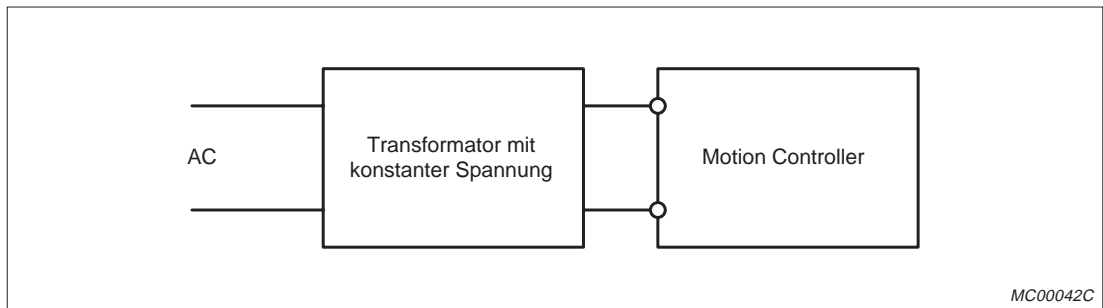 AC
Transformator mit
konstanter Spannung
Motion Controller
MC00042C